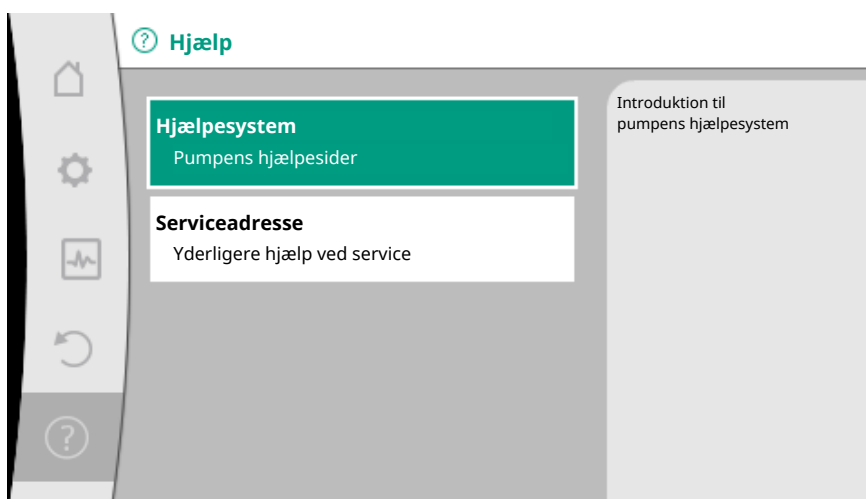 Hjælp
Hjælpesystem
Pumpens hjælpesider
Serviceadresse
Yderligere hjælp ved service
Introduktion til
pumpens hjælpesystem